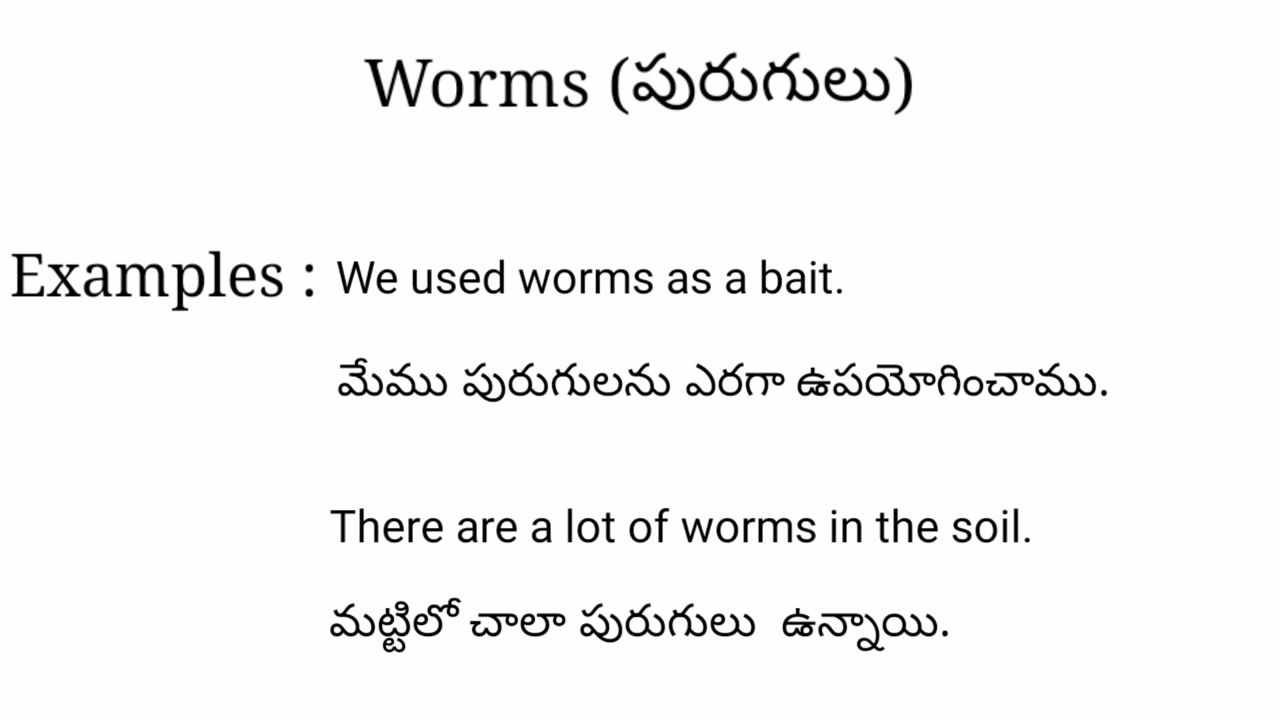 Worms (పురుగులు)
Examples : We used worms as a bait.
మేము పురుగులను ఎరగా ఉపయోగించాము.
There are a lot of worms in the soil.
మట్టిలో చాలా పురుగులు ఉన్నాయి.